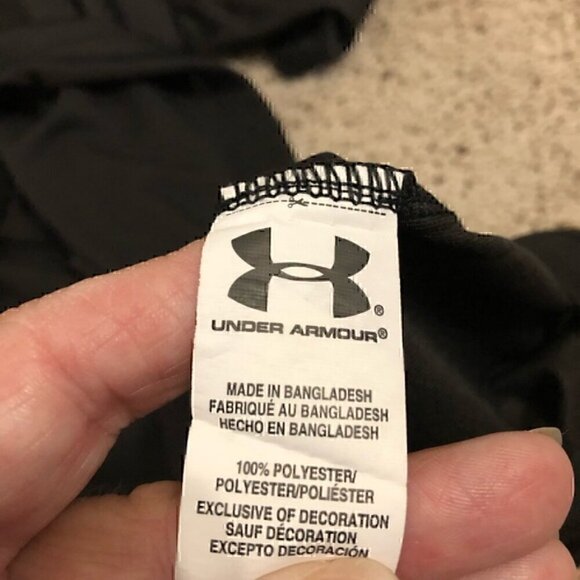 ®
UNDER ARMOUR®
MADE IN BANGLADESH
FABRIQUÉ AU BANGLADESH
HECHO EN BANGLADESH
100% POLYESTER/
POLYESTER/POLIÉSTER
EXCLUSIVE OF DECORATION
SAUF DÉCORATION
EXCEPTO DECORACIÓN